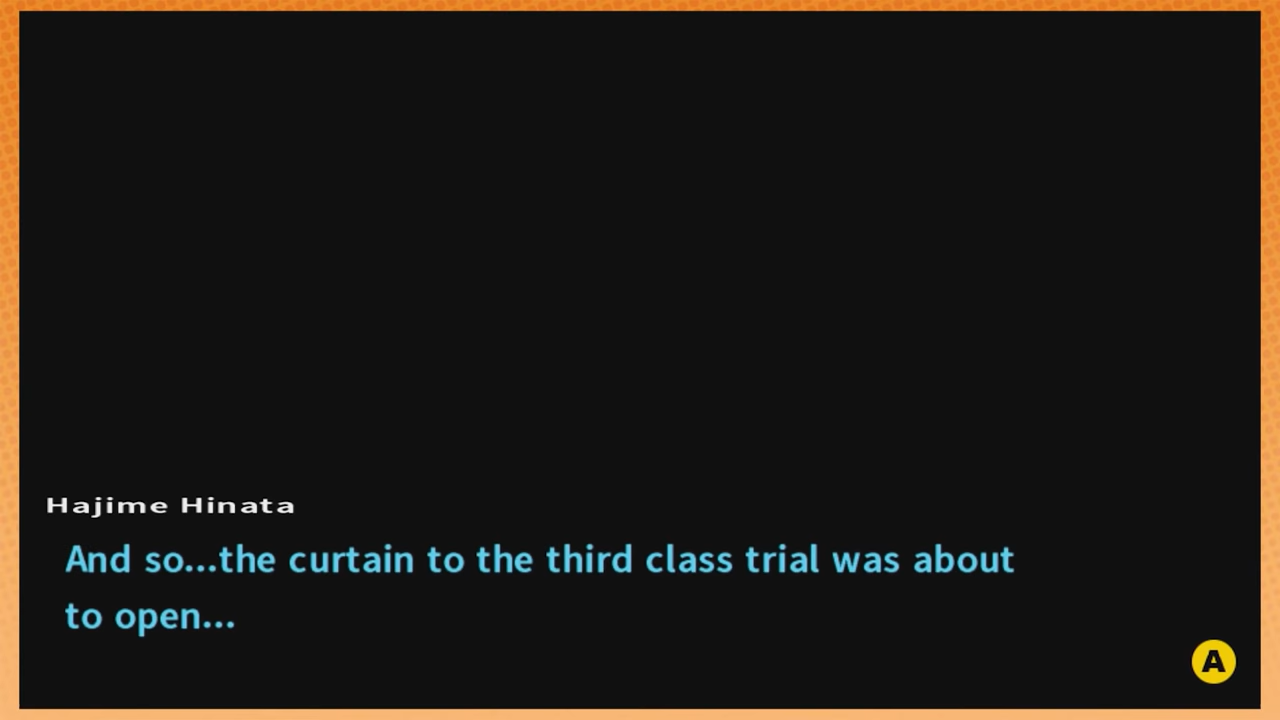 Hajime Hinata
And so...the curtain to the third class trial was about
to open...
A